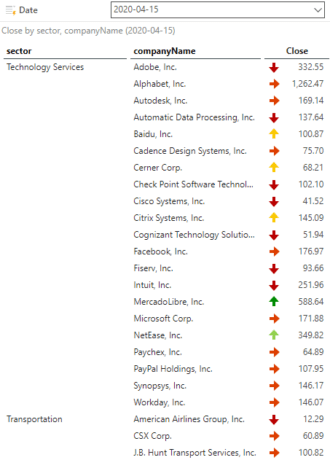 Date 2020-04-15
Close by sector, companyName (2020-04-15)
sector companyName Close
Technology Services Adobe, Inc. 332.55
Alphabet, Inc. 1,262.47
Autodesk, Inc. 169.14
Automatic Data Processing, Inc. 137.64
Baidu, Inc. 100.87
Cadence Design Systems, Inc. 75.70
Cerner Corp. 68.21
Check Point Software Technol... 102.10
Cisco Systems, Inc. 41.52
Citrix Systems, Inc. 145.09
Cognizant Technology Solutio... 51.94
Facebook, Inc. 176.97
Fiserv, Inc. 93.66
Intuit, Inc. 251.96
MercadoLibre, Inc. 588.64
Microsoft Corp. 171.88
NetEase, Inc. 349.82
Paychex, Inc. 64.89
PayPal Holdings, Inc. 107.95
Synopsys, Inc. 146.17
Workday, Inc. 146.07
Transportation American Airlines Group, Inc. 12.29
CSX Corp. 60.89
J.B. Hunt Transport Services, Inc. 100.82